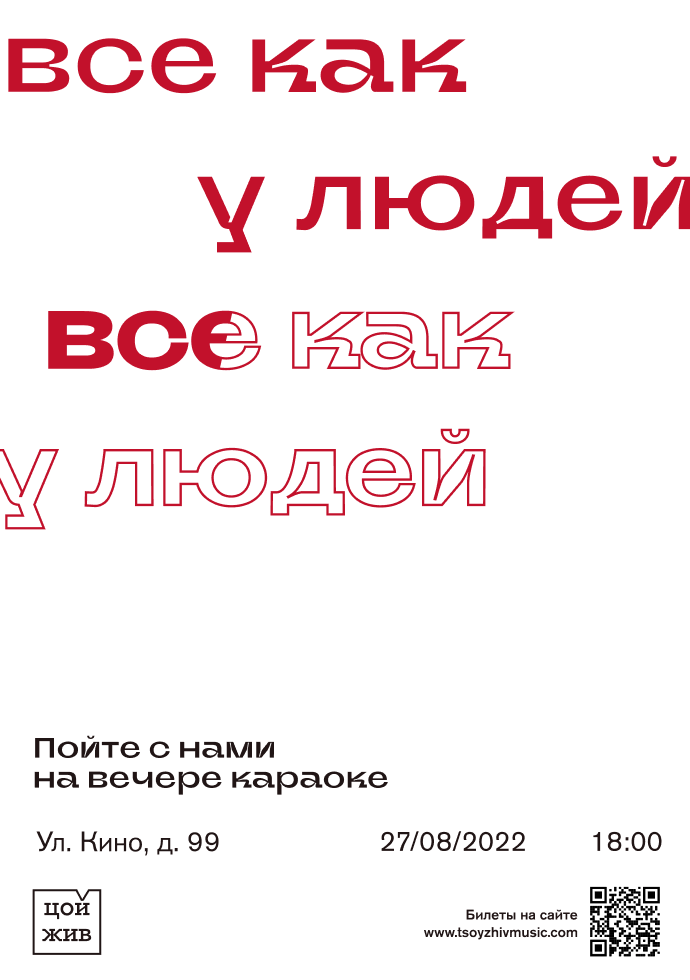 все как
у людей
все как
у людей
Пойте с нами
на вечере караоке
Ул. Кино, д. 99
27/08/2022
18:00
цой
жив
Билеты на сайте
www.tsoyzhivmusic.com